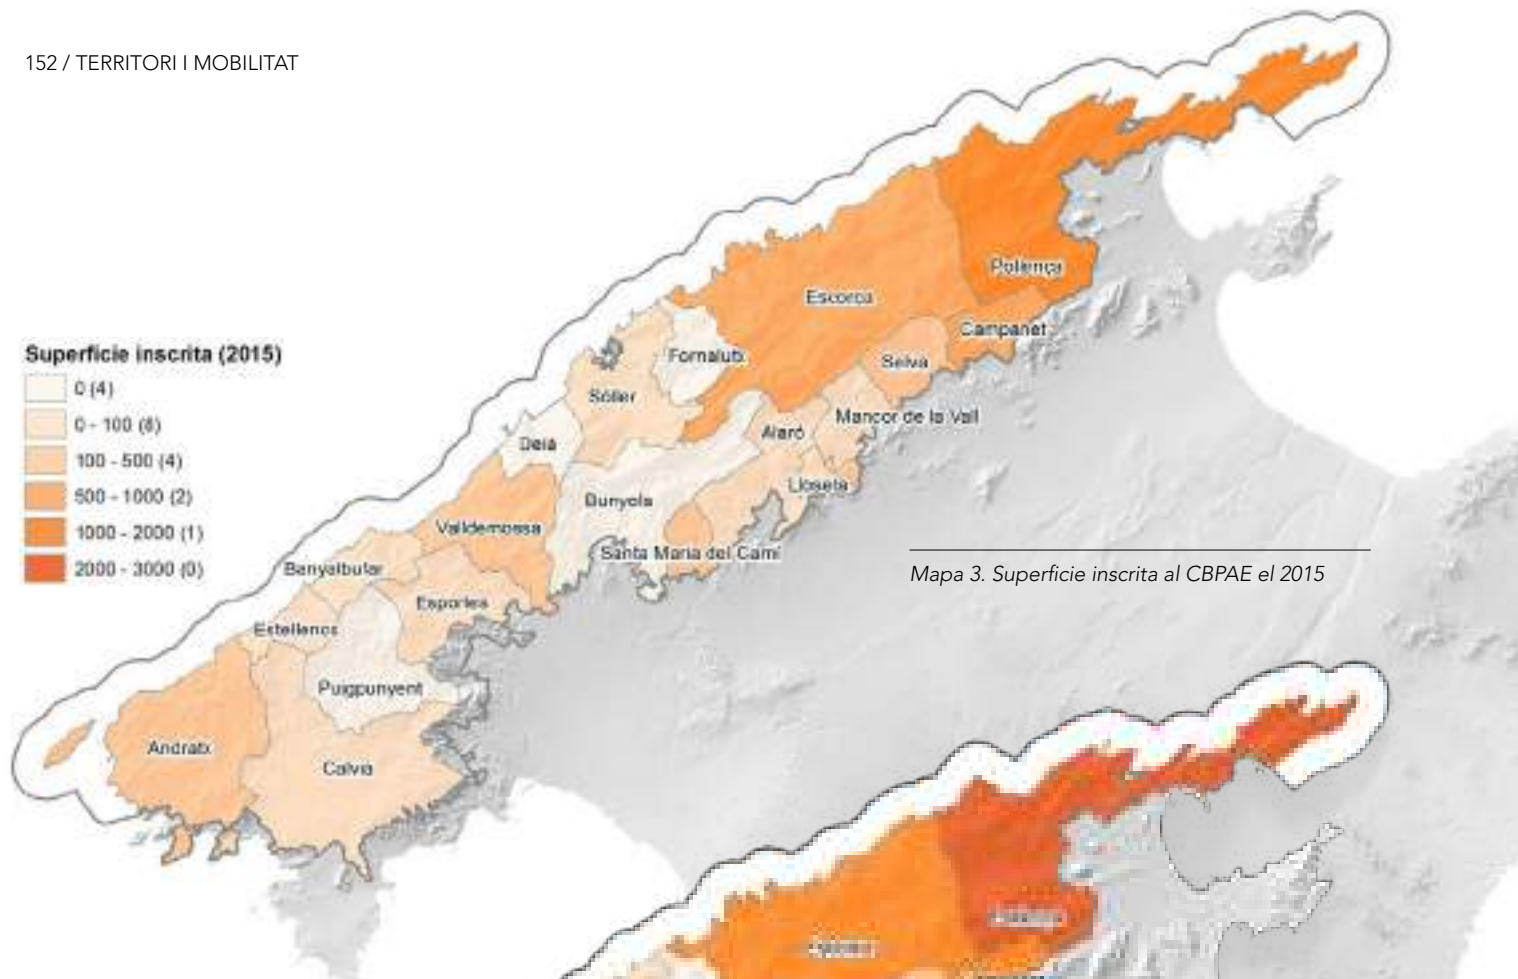 152 / TERRITORI I MOBILITAT
Pollença
Escorca
Campanet
Fornalutx
Selva
Sóller
Mancor de la Vall
Alaró
Deià
Lloseta
Bunyola
Valldemossa
Santa Maria del Camí
Banyalbufar
Esporles
Estellencs
Puigpunyent
Andratx
Calvià
Superfície inscrita (2015)
0 (4)
0 - 100 (8)
100 - 500 (4)
500 - 1000 (2)
1000 - 2000 (1)
2000 - 3000 (0)
Mapa 3. Superfície inscrita al CBPAE el 2015